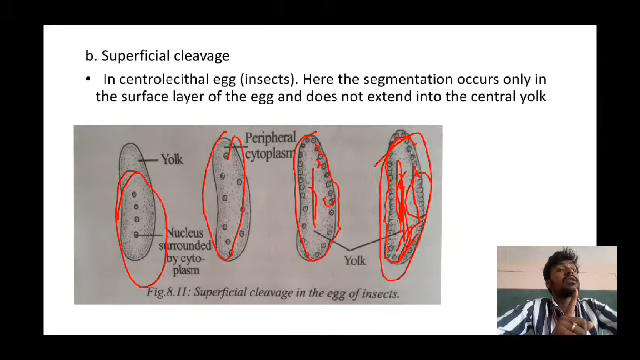 b. Superficial cleavage
• In centrolecithal egg (insects). Here the segmentation occurs only in
the surface layer of the egg and does not extend into the central yolk
Peripheral
cytoplasm
Yolk
Nucleus
surrounded
by cyto-
plasm
Yolk
Fig.8.11: Superficial cleavage in the egg of insects.